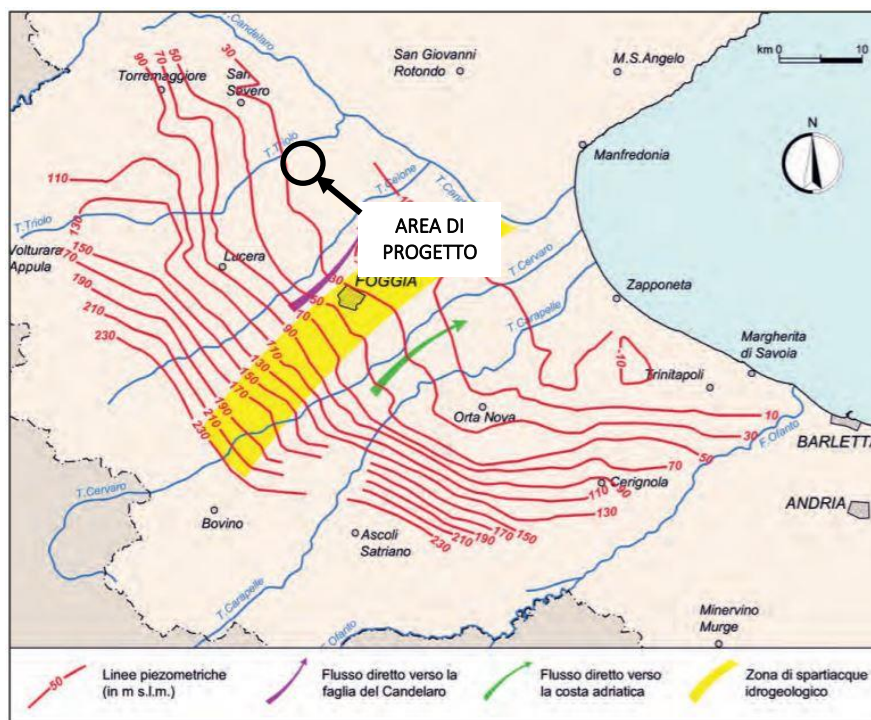 T. Candelaro
km 0 10
San Giovanni
Rotondo
M.S.Angelo
90
70
50
30
Torremaggiore
San
Severo
N
T.Triolo
Manfredonia
110
T.Celone
130
AREA DI
PROGETTO
T.Triolo
Volturara
Appula
Lucera
150
170
190
210
230
FOGGIA
T.Cervaro
Zapponeta
50
70
90
110
130
150
170
190
210
230
T.Carapelle
Margherita
di Savoia
10
Trinitapoli
Orta Nova
10
30
50
70
BARLETTA
F.Ofanto
T.Cervaro
Cerignola
90
110
130
ANDRIA
Bovino
Ascoli
Satriano
150
170
190
210
230
T.Carapelle
F.Ofanto
Minervino
Murge
50
Linee piezometriche
(in m s.l.m.)
Flusso diretto verso la
faglia del Candelaro
Flusso diretto verso
la costa adriatica
Zona di spartiacque
idrogeologico